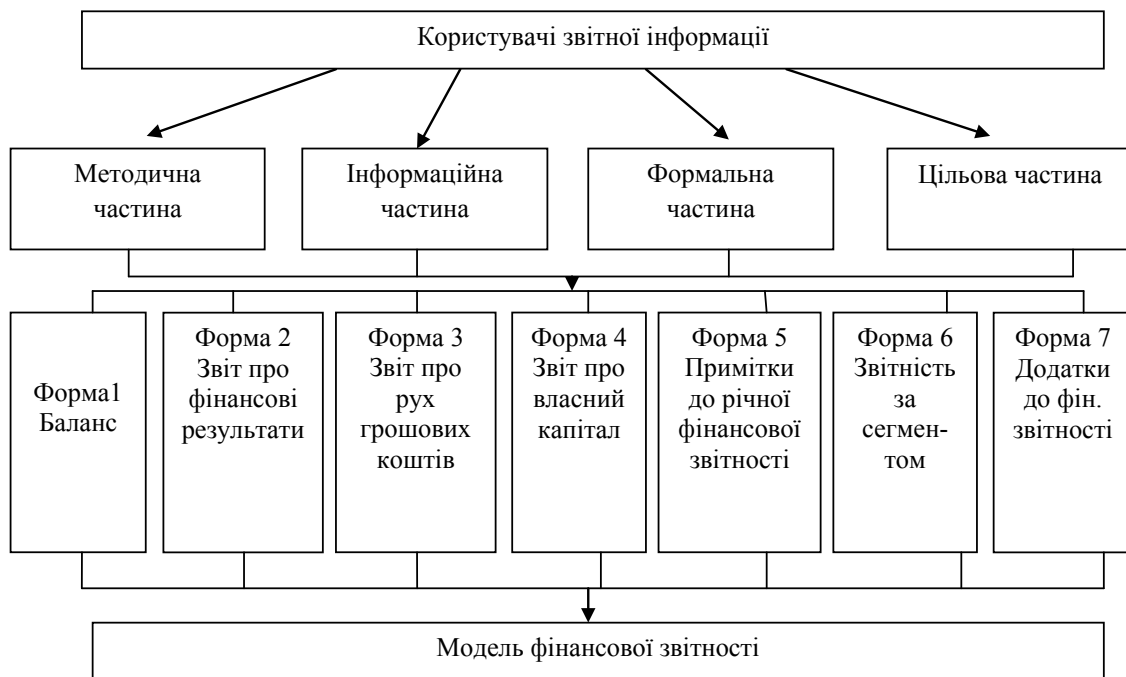 Користувачі звітної інформації
Методична
частина
Інформаційна
частина
Формальна
частина
Цільова частина
Форма1
Баланс
Форма 2
Звіт про
фінансові
результати
Форма 3
Звіт про
рух
грошових
коштів
Форма 4
Звіт про
власний
капітал
Форма 5
Примітки
до річної
фінансової
звітності
Форма 6
Звітність
за
сегмен-
том
Форма 7
Додатки
до фін.
звітності
Модель фінансової звітності